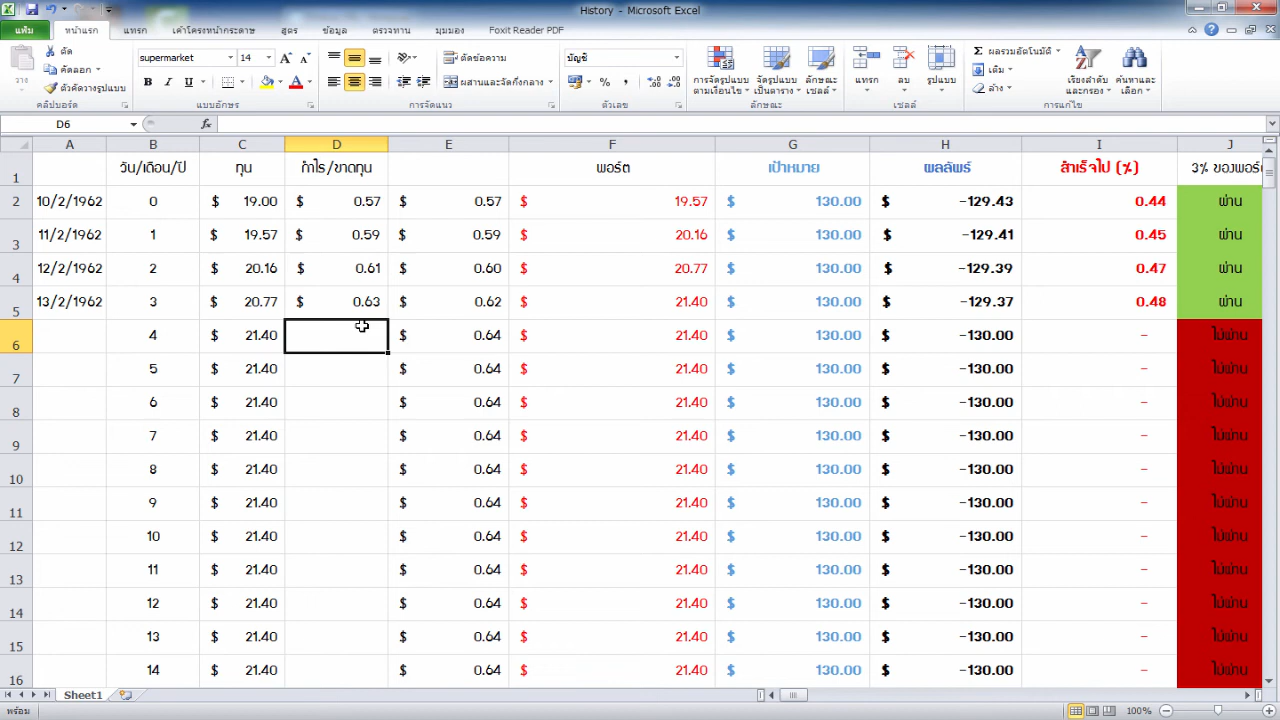 History - Microsoft Excel
แฟ้ม หน้าแรก แทรก เค้าโครงหน้ากระดาษ สูตร ข้อมูล ตรวจทาน มุมมอง Foxit Reader PDF
วาง
ตัด
คัดลอก
ตัวคัดวางรูปแบบ
คลิปบอร์ด
supermarket 14
B I U
แบบอักษร
ตัดข้อความ
ผสานและจัดกึ่งกลาง
การจัดแนว
บัญชี
ตัวเลข
การจัดรูปแบบ
ตามเงื่อนไข
จัดรูปแบบ
เป็นตาราง
ลักษณะ
เซลล์
ลักษณะ
แทรก ลบ รูปแบบ
เซลล์
Σ ผลรวมอัตโนมัติ
เติม
ล้าง
เรียงลำดับ
และกรอง
ค้นหาและ
เลือก
การแก้ไข
D6 fx
A B C D E F G H I J
1 วัน/เดือน/ปี ทุน กำไร/ขาดทุน พอร์ต เป้าหมาย ผลลัพธ์ สำเร็จไป (%) 3% ของพอร์
2 10/2/1962 0 $ 19.00 $ 0.57 $ 0.57 $ 19.57 $ 130.00 $ -129.43 0.44 ผ่าน
3 11/2/1962 1 $ 19.57 $ 0.59 $ 0.59 $ 20.16 $ 130.00 $ -129.41 0.45 ผ่าน
4 12/2/1962 2 $ 20.16 $ 0.61 $ 0.60 $ 20.77 $ 130.00 $ -129.39 0.47 ผ่าน
5 13/2/1962 3 $ 20.77 $ 0.63 $ 0.62 $ 21.40 $ 130.00 $ -129.37 0.48 ผ่าน
6 4 $ 21.40 $ 0.64 $ 21.40 $ 130.00 $ -130.00 - ไม่ผ่าน
7 5 $ 21.40 $ 0.64 $ 21.40 $ 130.00 $ -130.00 - ไม่ผ่าน
8 6 $ 21.40 $ 0.64 $ 21.40 $ 130.00 $ -130.00 - ไม่ผ่าน
9 7 $ 21.40 $ 0.64 $ 21.40 $ 130.00 $ -130.00 - ไม่ผ่าน
10 8 $ 21.40 $ 0.64 $ 21.40 $ 130.00 $ -130.00 - ไม่ผ่าน
11 9 $ 21.40 $ 0.64 $ 21.40 $ 130.00 $ -130.00 - ไม่ผ่าน
12 10 $ 21.40 $ 0.64 $ 21.40 $ 130.00 $ -130.00 - ไม่ผ่าน
13 11 $ 21.40 $ 0.64 $ 21.40 $ 130.00 $ -130.00 - ไม่ผ่าน
14 12 $ 21.40 $ 0.64 $ 21.40 $ 130.00 $ -130.00 - ไม่ผ่าน
15 13 $ 21.40 $ 0.64 $ 21.40 $ 130.00 $ -130.00 - ไม่ผ่าน
16 14 $ 21.40 $ 0.64 $ 21.40 $ 130.00 $ -130.00 - ไม่ผ่าน
Sheet1
พร้อม 100%